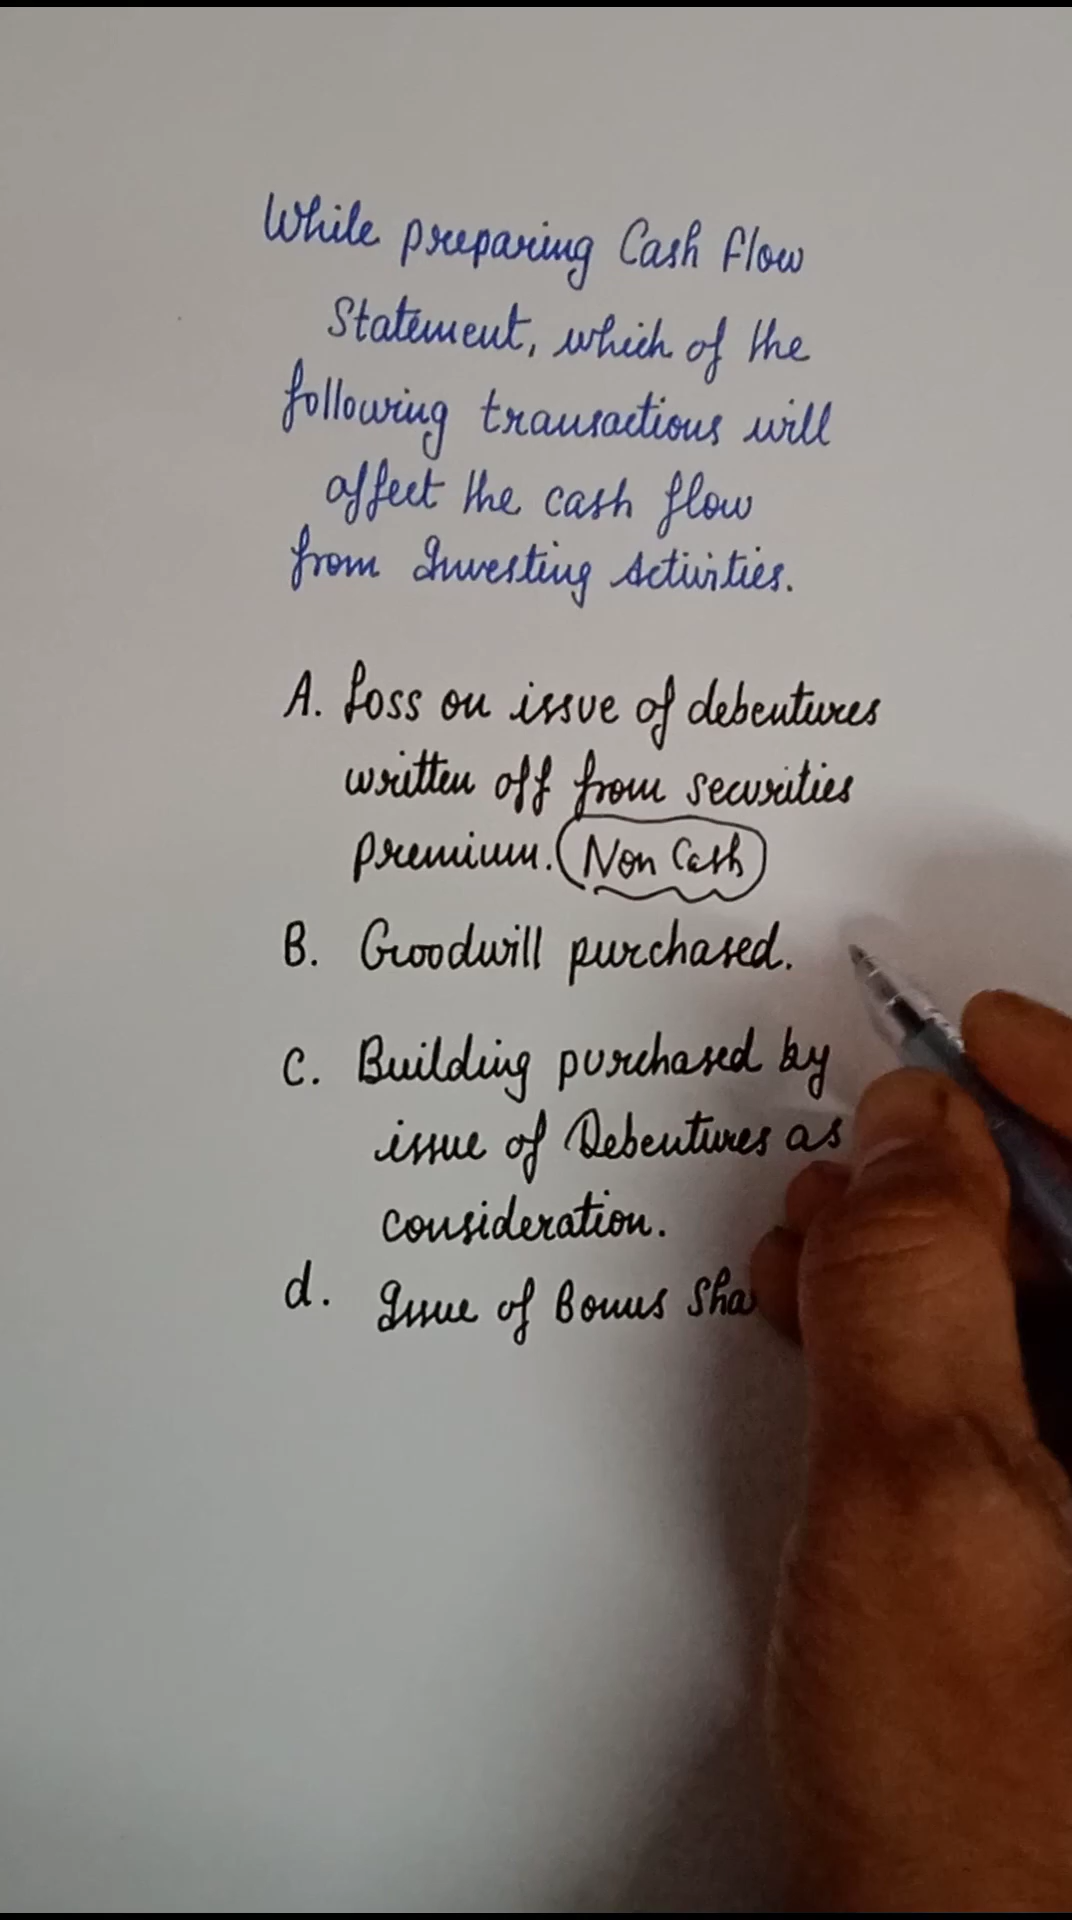 While preparing Cash flow
Statement, which of the
following transactions will
affect the cash flow
from Investing Activities.
A. Loss on issue of debentures
written off from securities
premium. (Non Cash)
B. Goodwill purchased.
C. Building purchased by
issue of Debentures as
consideration.
d. Issue of Bonus Sha